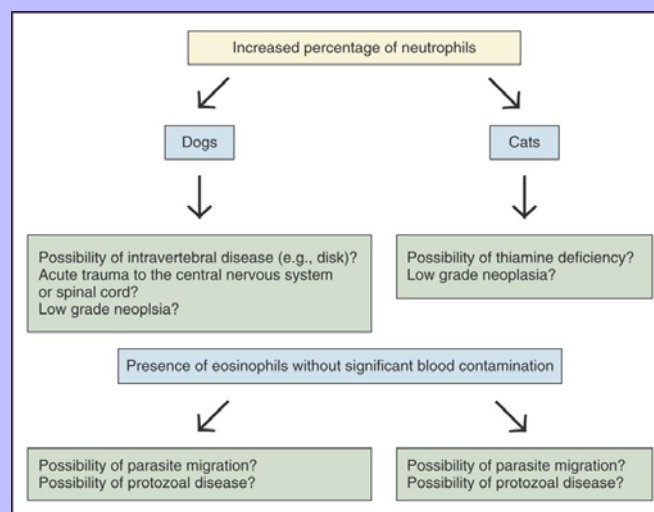 Increased percentage of neutrophils
Dogs
Cats
Possibility of intravertebral disease (e.g., disk)?
Acute trauma to the central nervous system
or spinal cord?
Low grade neoplsia?
Possibility of thiamine deficiency?
Low grade neoplasia?
Presence of eosinophils without significant blood contamination
Possibility of parasite migration?
Possibility of protozoal disease?
Possibility of parasite migration?
Possibility of protozoal disease?